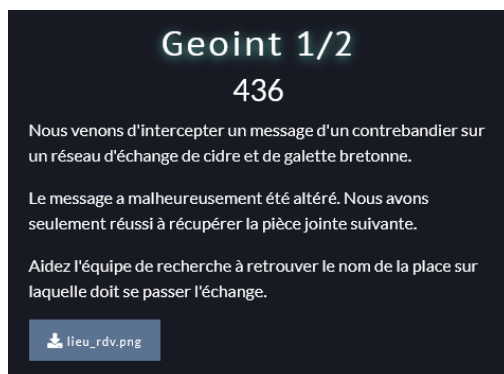 Geoint 1/2
436
Nous venons d'intercepter un message d'un contrebandier sur
un réseau d'échange de cidre et de galette bretonne.
Le message a malheureusement été altéré. Nous avons
seulement réussi à récupérer la pièce jointe suivante.
Aidez l'équipe de recherche à retrouver le nom de la place sur
laquelle doit se passer l'échange.
lieu_rdv.png